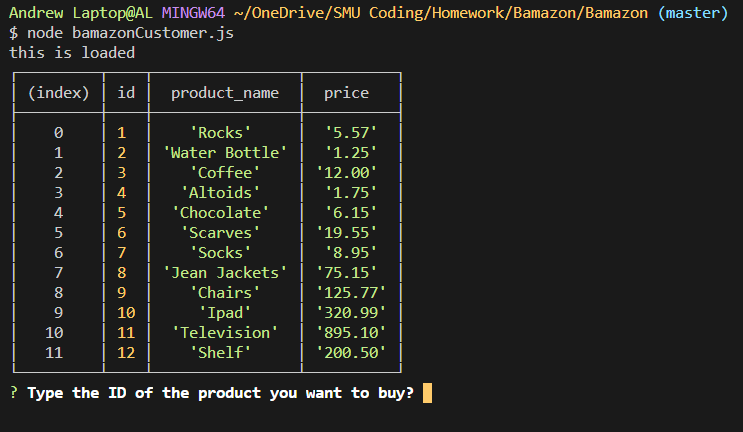 Andrew Laptop@AL MINGW64 ~/OneDrive/SMU Coding/Homework/Bamazon/Bamazon (master)
$ node bamazonCustomer.js
this is loaded
(index) id product_name price
0 1 'Rocks' '5.57'
1 2 'Water Bottle' '1.25'
2 3 'Coffee' '12.00'
3 4 'Altoids' '1.75'
4 5 'Chocolate' '6.15'
5 6 'Scarves' '19.55'
6 7 'Socks' '8.95'
7 8 'Jean Jackets' '75.15'
8 9 'Chairs' '125.77'
9 10 'Ipad' '320.99'
10 11 'Television' '895.10'
11 12 'Shelf' '200.50'
? Type the ID of the product you want to buy?